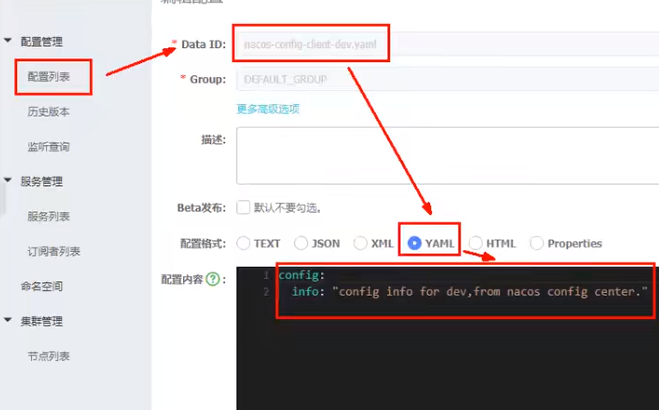 配置管理
配置列表
历史版本
监听查询
服务管理
服务列表
订阅者列表
命名空间
集群管理
节点列表
* Data ID: nacos-config-client-dev.yaml
* Group: DEFAULT_GROUP
更多高级选项
描述:
Beta发布: 默认不要勾选。
配置格式: TEXT JSON XML YAML HTML Properties
配置内容 ? :
1 config:
2 info: "config info for dev,from nacos config center."